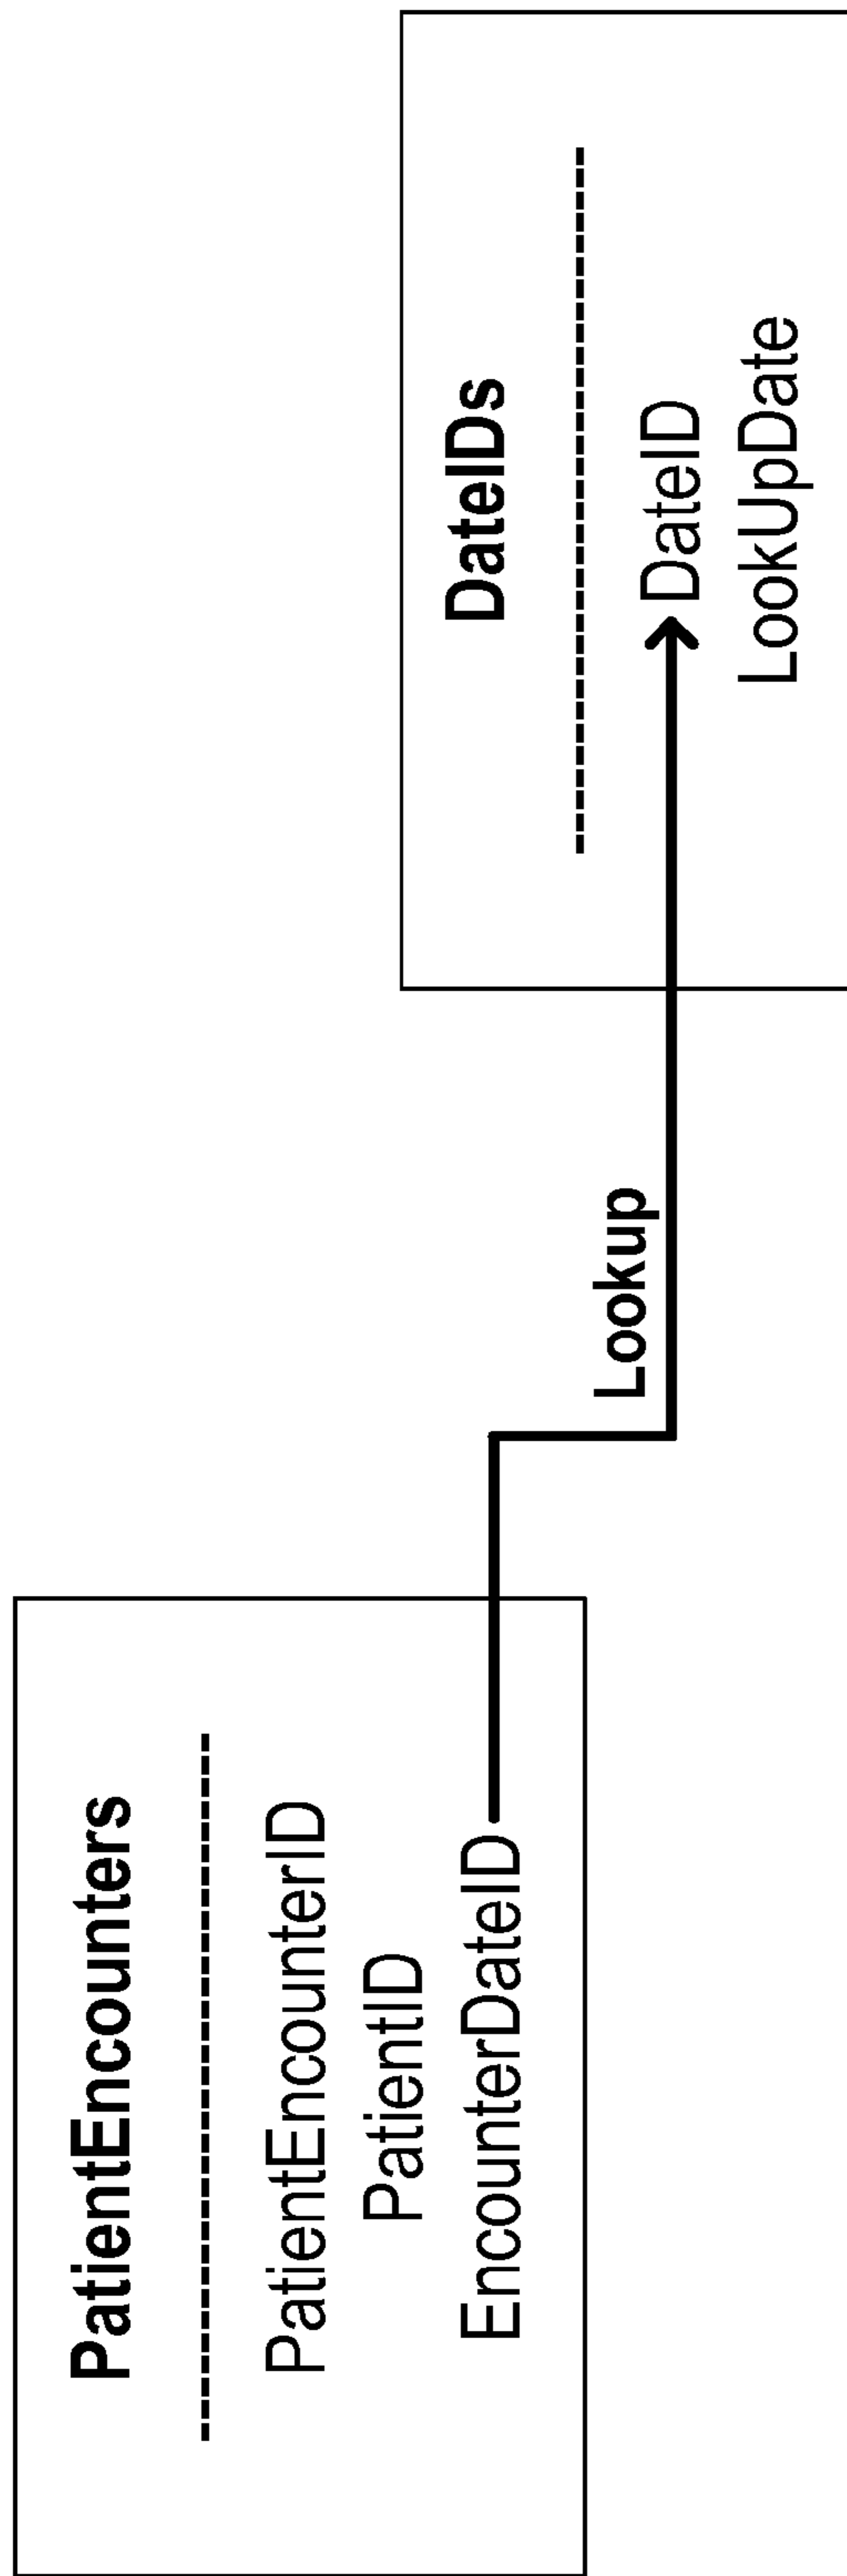 PatientEncounters
PatientEncounterID
PatientID
EncounterDateID
Lookup
DateIDs
DateID
LookUpDate